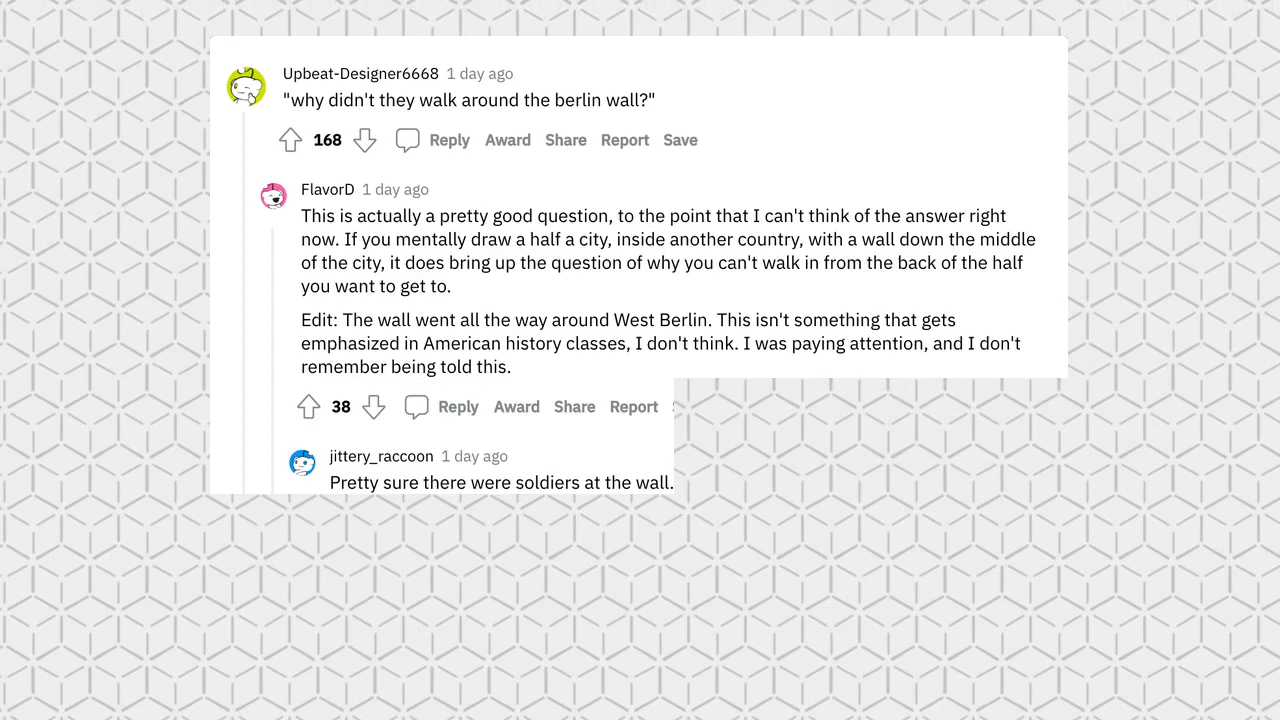 Upbeat-Designer6668 1 day ago
"why didn't they walk around the berlin wall?"
168 Reply Award Share Report Save
FlavorD 1 day ago
This is actually a pretty good question, to the point that I can't think of the answer right
now. If you mentally draw a half a city, inside another country, with a wall down the middle
of the city, it does bring up the question of why you can't walk in from the back of the half
you want to get to.
Edit: The wall went all the way around West Berlin. This isn't something that gets
emphasized in American history classes, I don't think. I was paying attention, and I don't
remember being told this.
38 Reply Award Share Report
jittery_raccoon 1 day ago
Pretty sure there were soldiers at the wall.